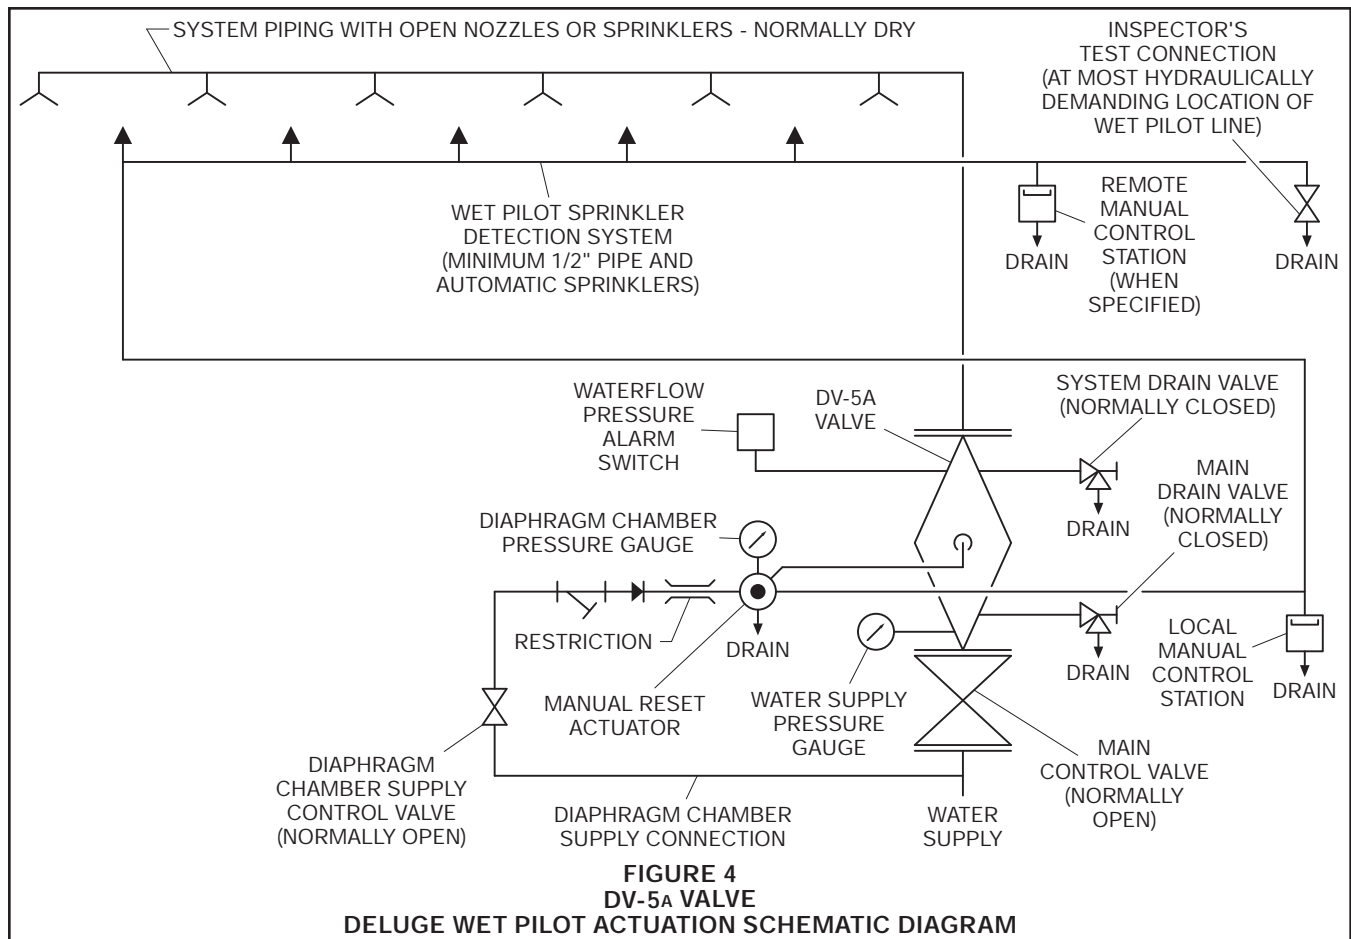 SYSTEM PIPING WITH OPEN NOZZLES OR SPRINKLERS - NORMALLY DRY
INSPECTOR'S
TEST CONNECTION
(AT MOST HYDRAULICALLY
DEMANDING LOCATION OF
WET PILOT LINE)
WET PILOT SPRINKLER
DETECTION SYSTEM
(MINIMUM 1/2" PIPE AND
AUTOMATIC SPRINKLERS)
DRAIN
REMOTE
MANUAL
CONTROL
STATION
(WHEN
SPECIFIED)
DRAIN
WATERFLOW
PRESSURE
ALARM
SWITCH
DV-5A
VALVE
SYSTEM DRAIN VALVE
(NORMALLY CLOSED)
DRAIN
MAIN
DRAIN VALVE
(NORMALLY
CLOSED)
DIAPHRAGM CHAMBER
PRESSURE GAUGE
RESTRICTION
DRAIN
DRAIN
LOCAL
MANUAL
CONTROL
STATION
DRAIN
MANUAL RESET
ACTUATOR
WATER SUPPLY
PRESSURE
GAUGE
DIAPHRAGM
CHAMBER SUPPLY
CONTROL VALVE
(NORMALLY OPEN)
DIAPHRAGM CHAMBER
SUPPLY CONNECTION
WATER
SUPPLY
MAIN
CONTROL VALVE
(NORMALLY
OPEN)
FIGURE 4
DV-5A VALVE
DELUGE WET PILOT ACTUATION SCHEMATIC DIAGRAM